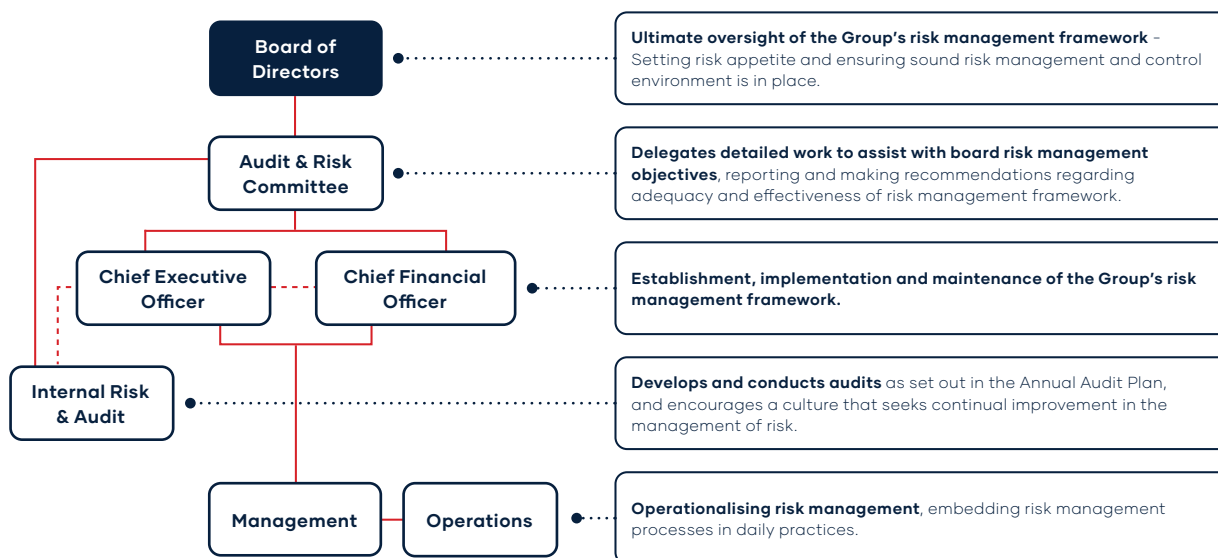 Board of
Directors
Ultimate oversight of the Group’s risk management framework -
Setting risk appetite and ensuring sound risk management and control
environment is in place.
Audit & Risk
Committee
Delegates detailed work to assist with board risk management
objectives, reporting and making recommendations regarding
adequacy and effectiveness of risk management framework.
Chief Executive
Officer
Chief Financial
Officer
Establishment, implementation and maintenance of the Group’s risk
management framework.
Internal Risk
& Audit
Develops and conducts audits as set out in the Annual Audit Plan,
and encourages a culture that seeks continual improvement in the
management of risk.
Management
Operations
Operationalising risk management, embedding risk management
processes in daily practices.